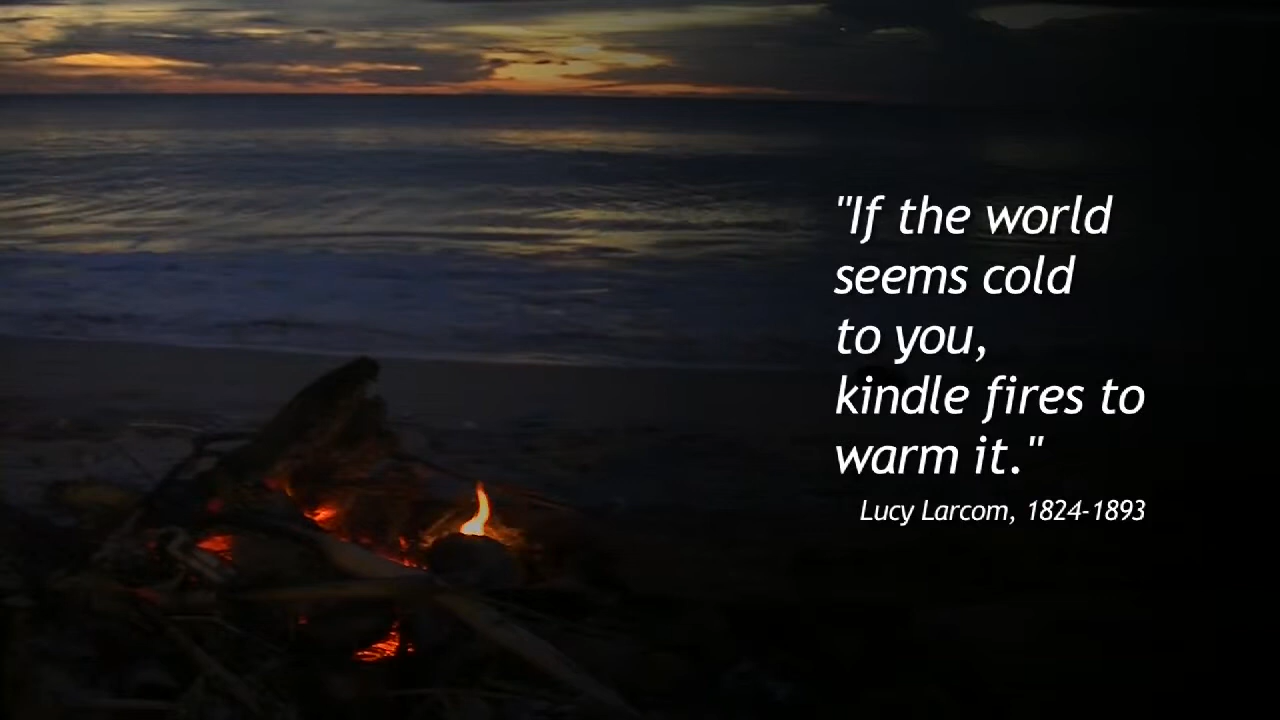 "If the world
seems cold
to you,
kindle fires to
warm it."
Lucy Larcom, 1824-1893